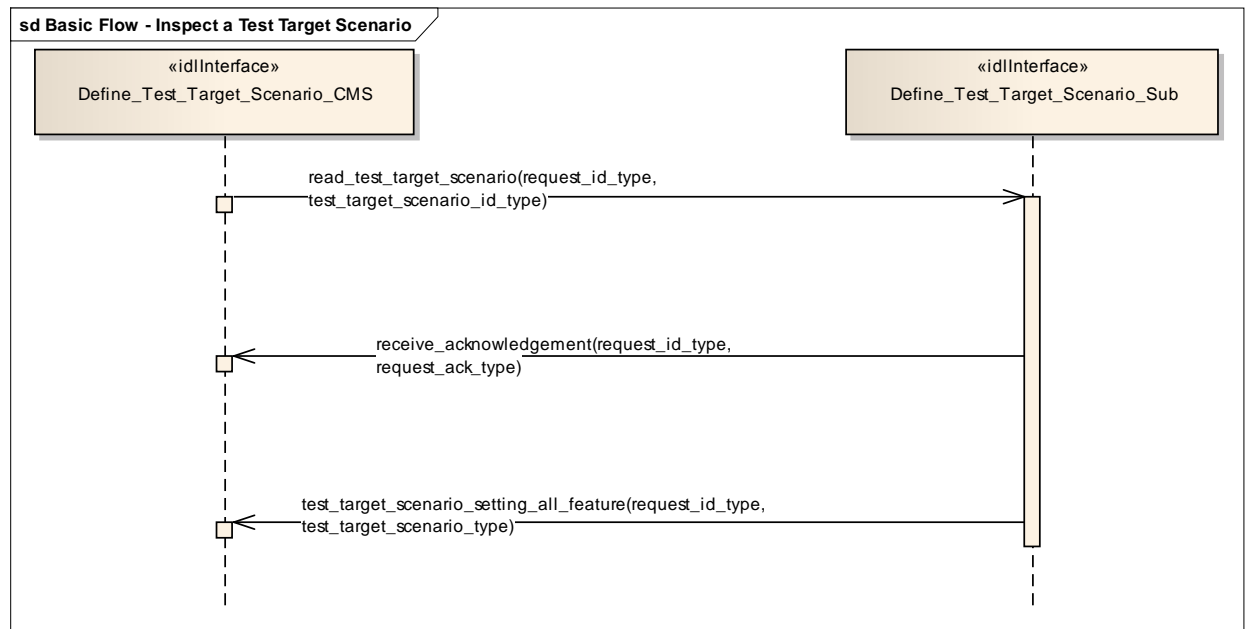 sd Basic Flow - Inspect a Test Target Scenario
«idlInterface»
Define_Test_Target_Scenario_CMS
«idlInterface»
Define_Test_Target_Scenario_Sub
read_test_target_scenario(request_id_type,
test_target_scenario_id_type)
receive_acknowledgement(request_id_type,
request_ack_type)
test_target_scenario_setting_all_feature(request_id_type,
test_target_scenario_type)